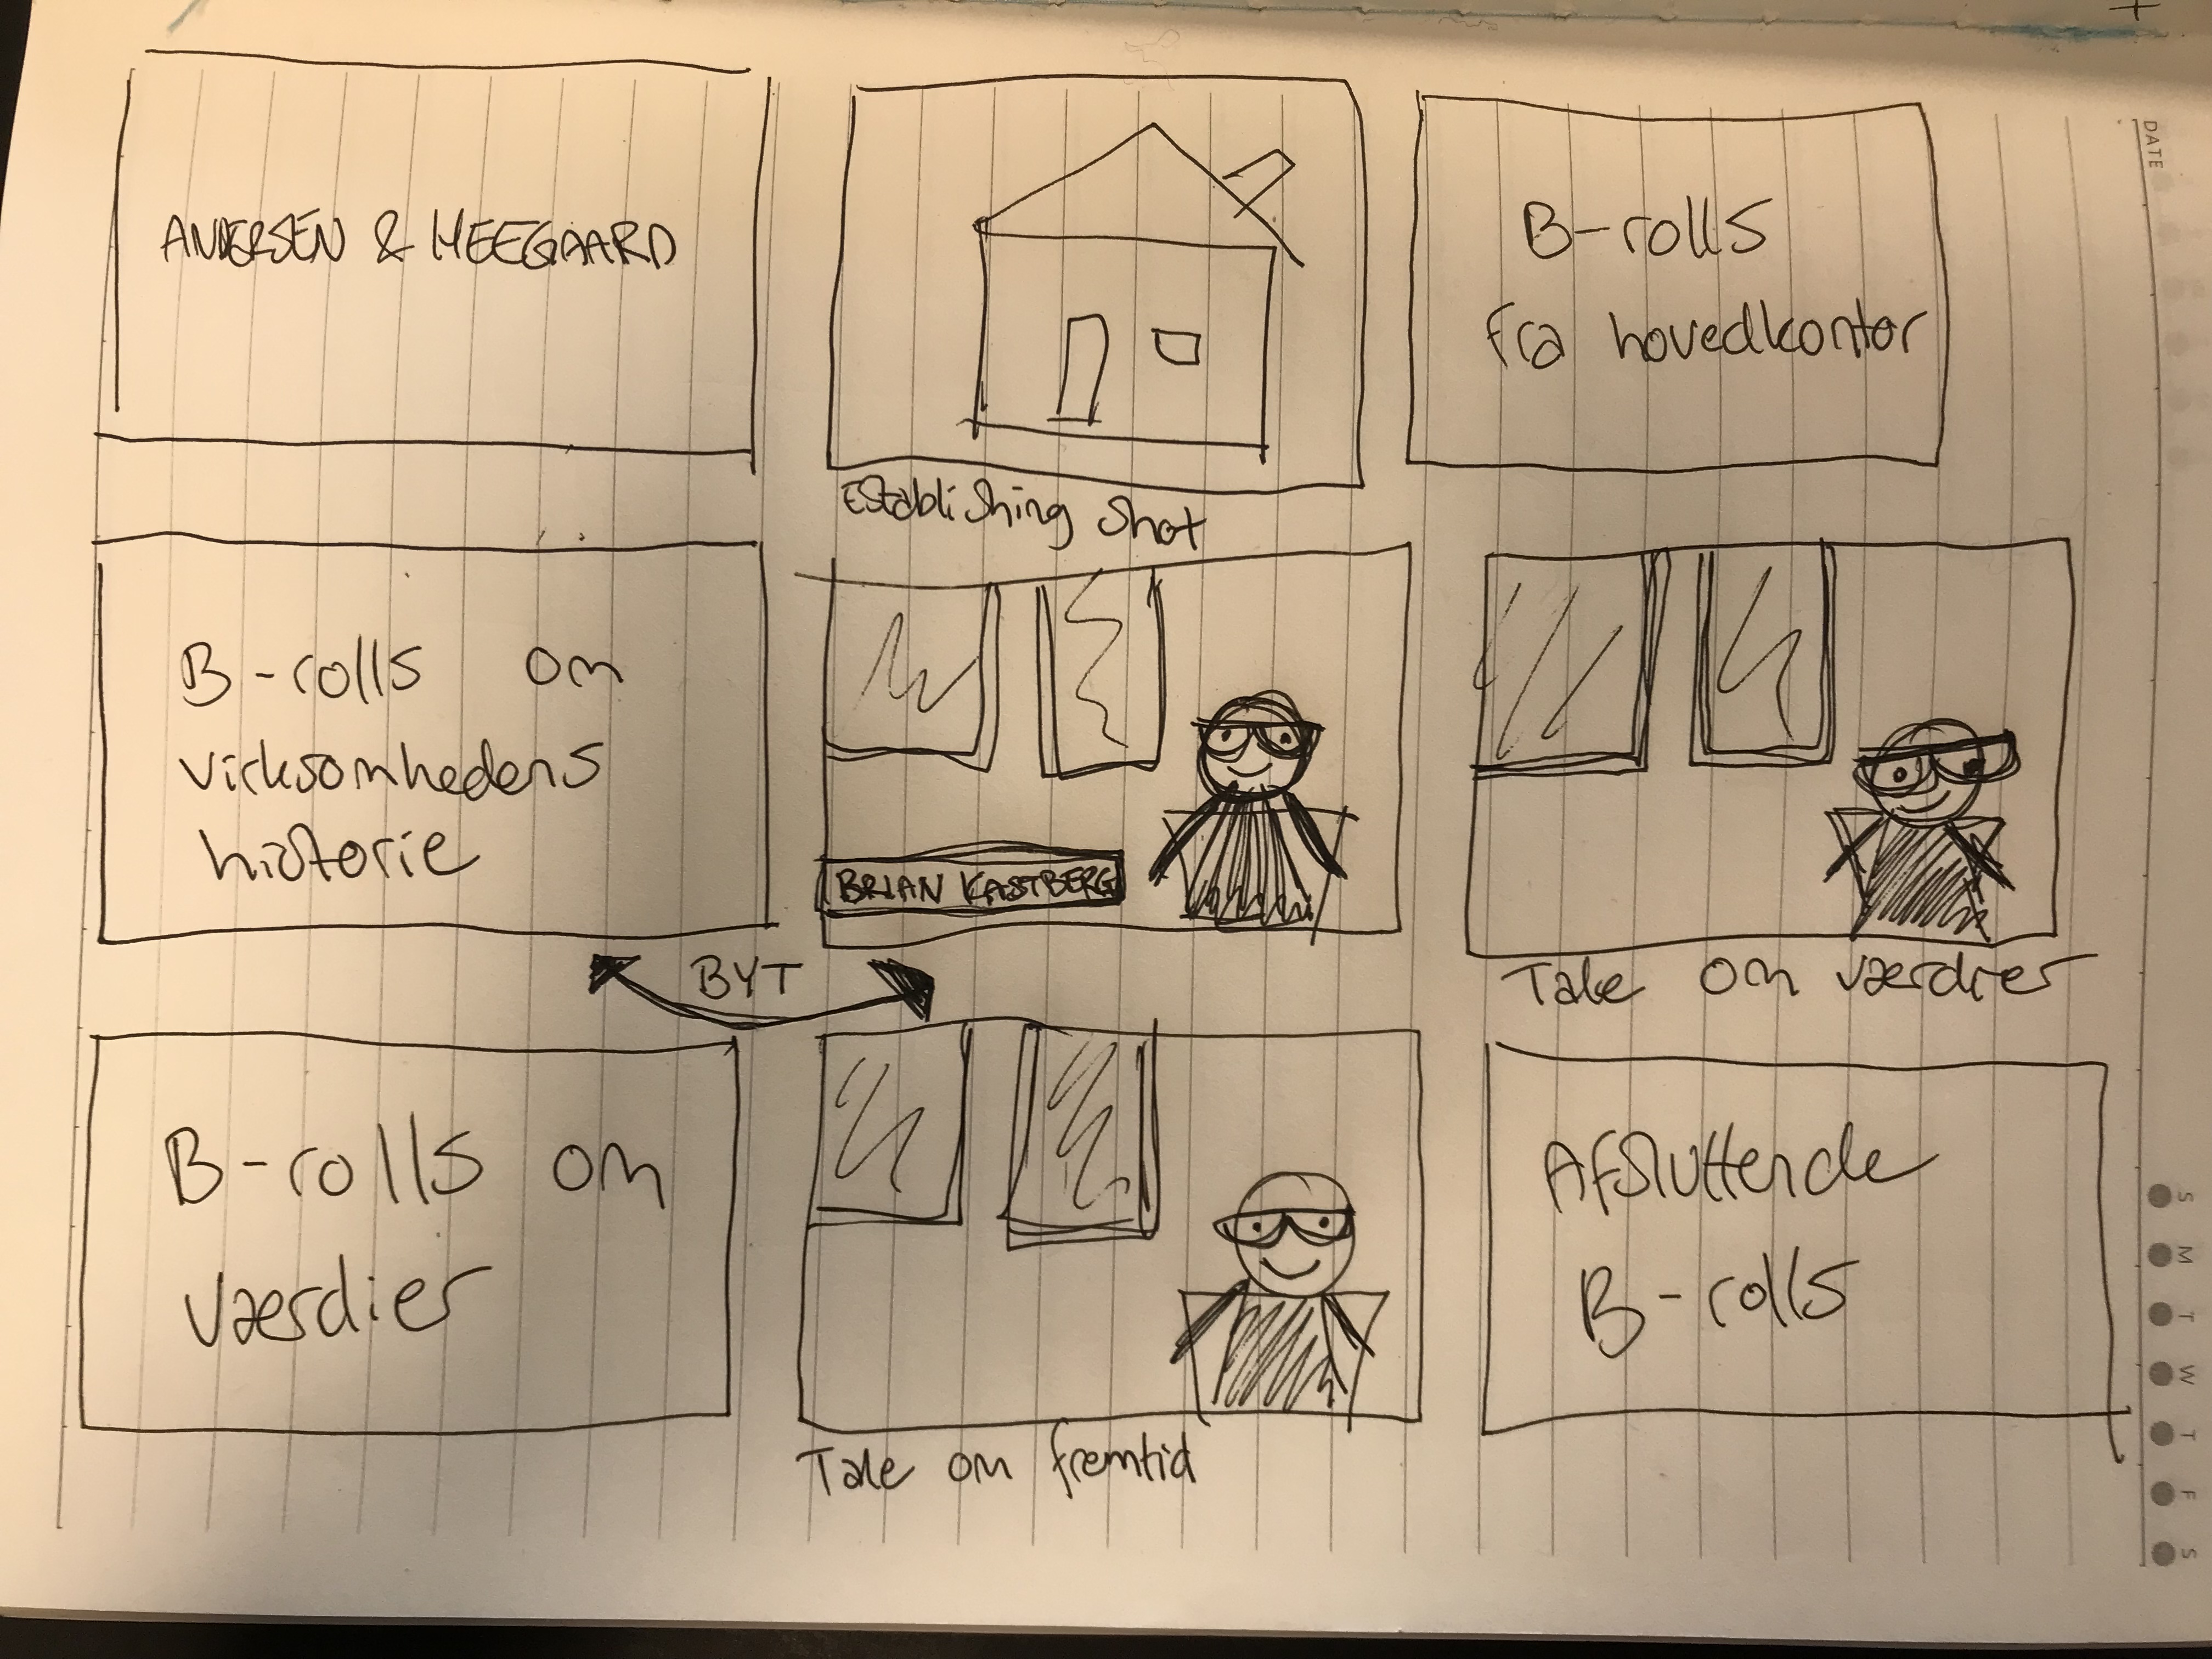 ANDERSEN & HEEGAARD
Establishing Shot
B-rolls
fra hovedkontor
B-rolls om
virksomhedens
historie
BRIAN KASTBERG
Tale om værdier
BYT
B-rolls om
værdier
Tale om fremtid
Afsluttende
B-rolls
DATE
S
M
T
W
T
F
S